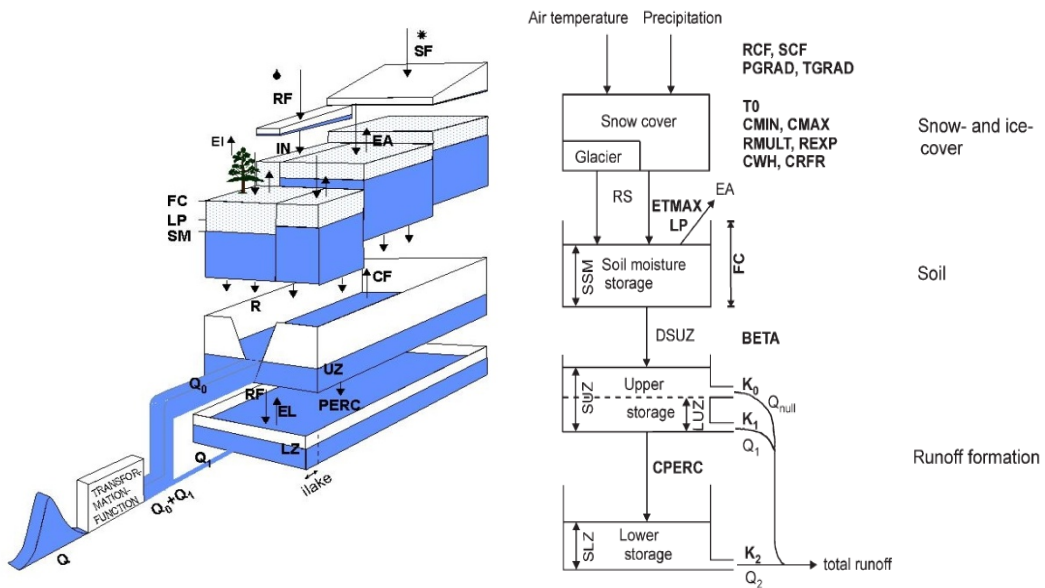 SF
RF
EI
IN
EA
FC
LP
SM
CF
R
UZ
Q0
RF
EL
PERC
LZ
Q1
ilake
TRANSFOR-
MATION-
FUNCTION
Q0+Q1
Q
Air temperature
Precipitation
RCF, SCF
PGRAD, TGRAD
Snow cover
Glacier
T0
CMIN, CMAX
RMULT, REXP
CWH, CRFR
Snow- and ice-
cover
RS
ETMAX
LP
EA
SSM
Soil moisture
storage
FC
Soil
DSUZ
BETA
SUZ
Upper
storage
LUZ
K0
Qnull
K1
Q1
CPERC
Runoff formation
SLZ
Lower
storage
K2
Q2
total runoff